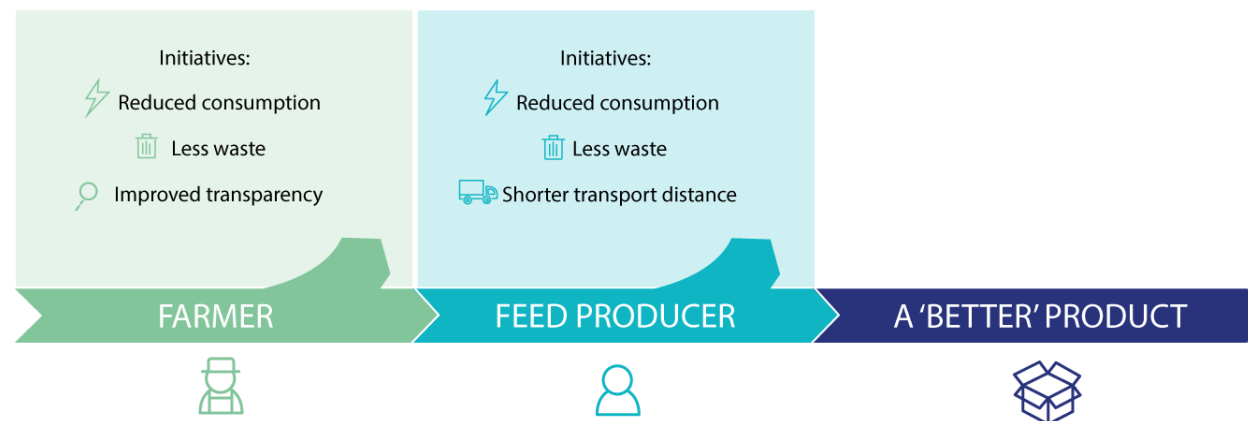 Initiatives:
Reduced consumption
Less waste
Improved transparency
Initiatives:
Reduced consumption
Less waste
Shorter transport distance
FARMER
FEED PRODUCER
A ‘BETTER’ PRODUCT